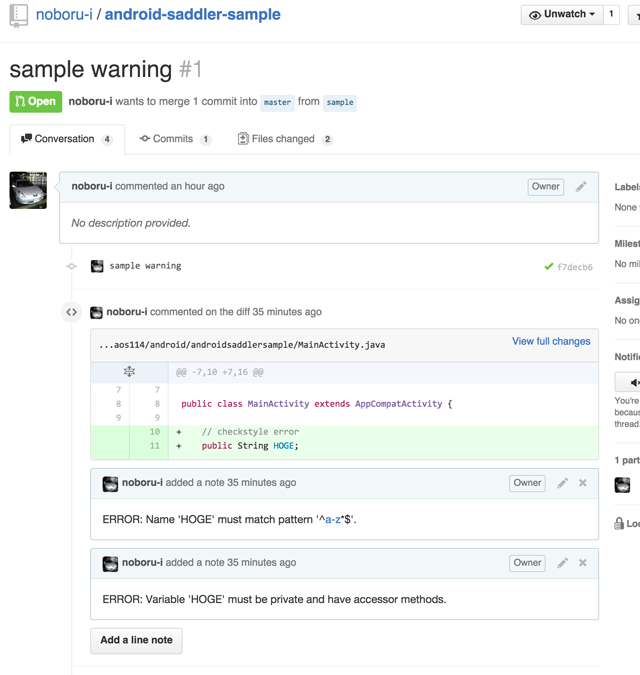 noboru-i / android-saddler-sample
Unwatch 1
sample warning #1
Open noboru-i wants to merge 1 commit into master from sample
Conversation 4 Commits 1 Files changed 2
noboru-i commented an hour ago Owner
Labels
None
No description provided.
Milest
No mil
sample warning f7decb6
Assig
No on
noboru-i commented on the diff 35 minutes ago
...aos114/android/androidsaddlersample/MainActivity.java View full changes
Notific
@@ -7,10 +7,16 @@
7 7
8 8 public class MainActivity extends AppCompatActivity {
9 9
10 + // checkstyle error
11 + public String HOGE;
You're
becaus
thread.
1 part
noboru-i added a note 35 minutes ago Owner
ERROR: Name 'HOGE' must match pattern '^a-z*$'.
Loc
noboru-i added a note 35 minutes ago Owner
ERROR: Variable 'HOGE' must be private and have accessor methods.
Add a line note